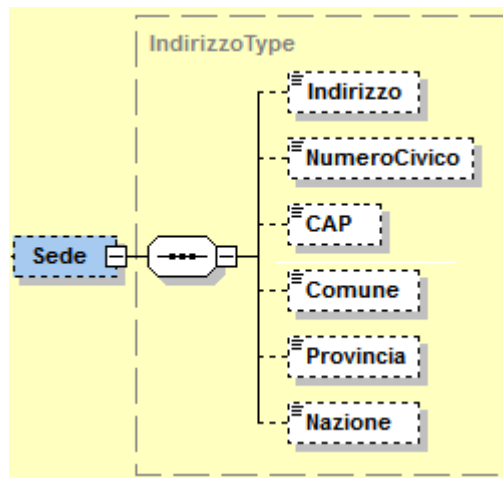 IndirizzoType
Indirizzo
NumeroCivico
CAP
Sede
Comune
Provincia
Nazione